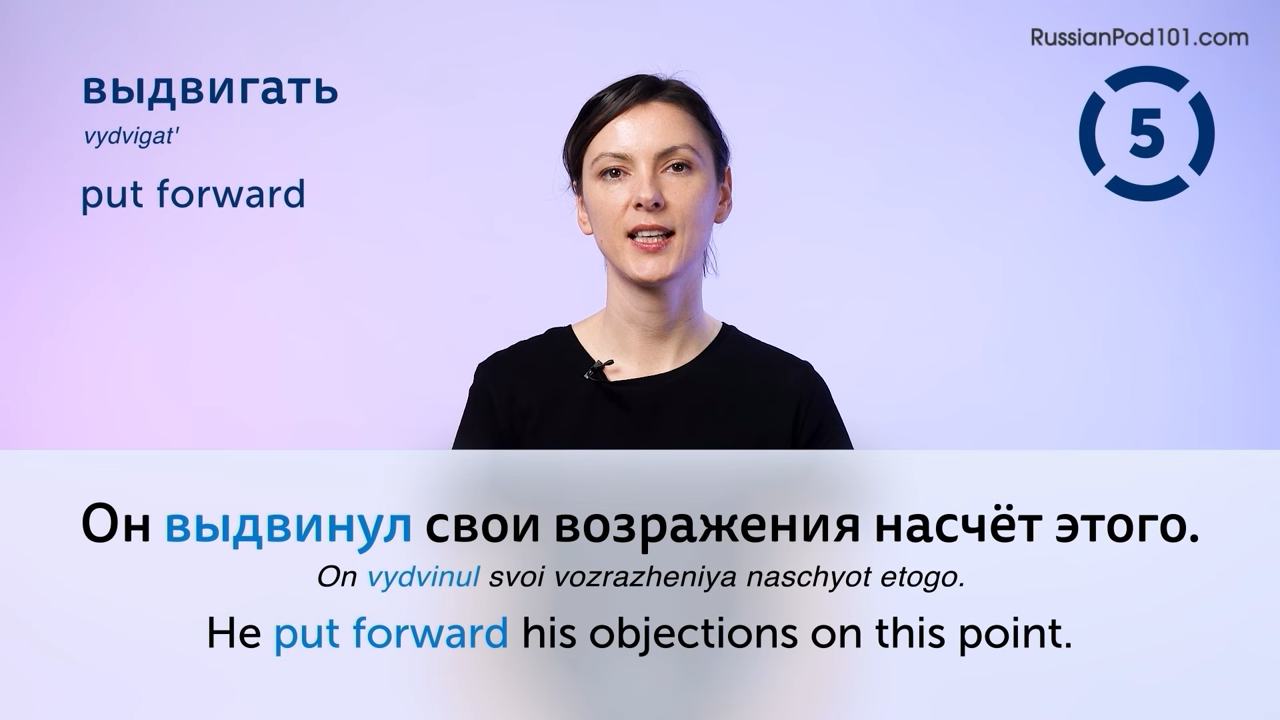 RussianPod101.com
выдвигать
vydvigat'
put forward
5
Он выдвинул свои возражения насчёт этого.
On vydvinul svoi vozrazheniya naschyot etogo.
He put forward his objections on this point.